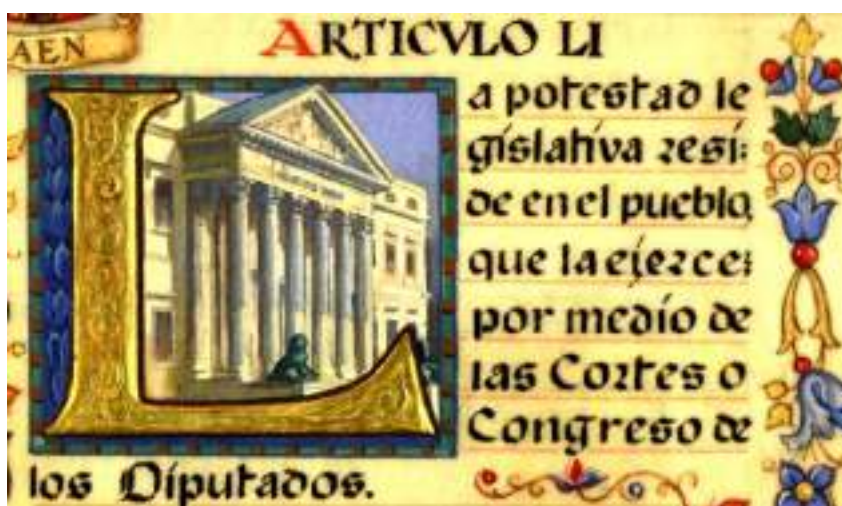 AEN
ARTICVLO LI
La potestad le
gislativa resi:
de en el pueblo,
que la ejerce:
por medio de
las Cortes o
Congreso de
los Diputados.